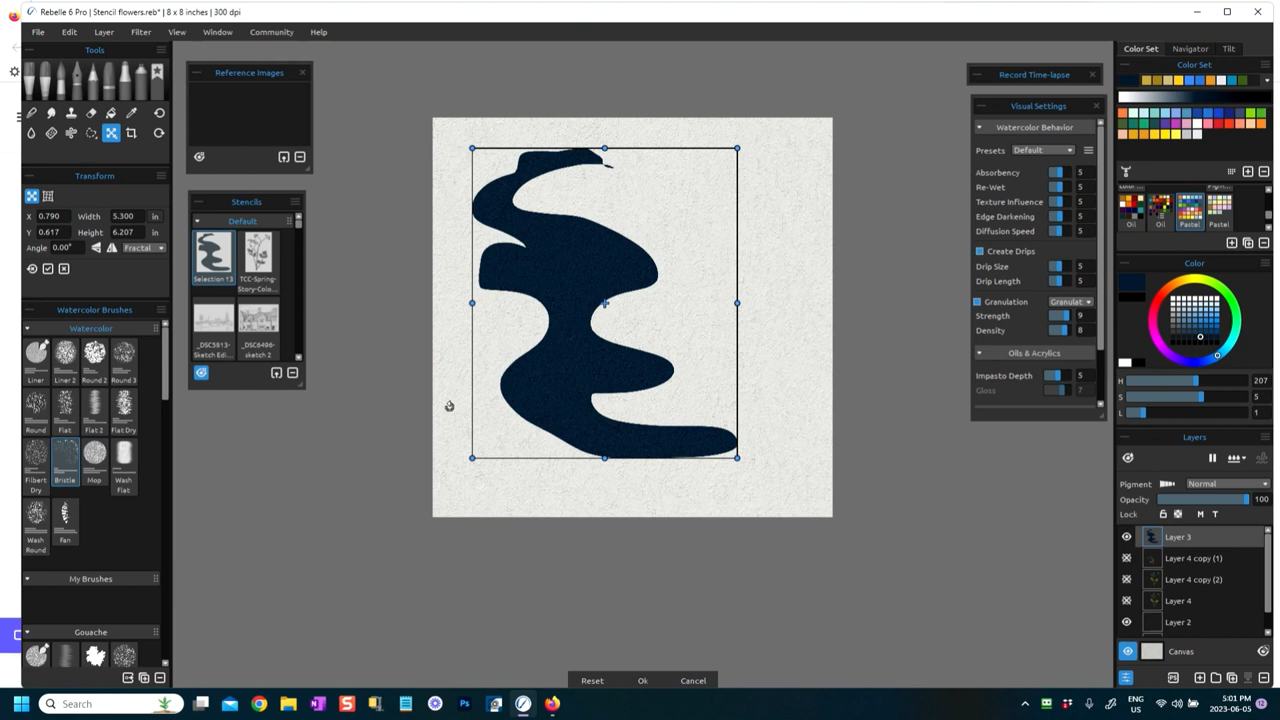 Rebelle 6 Pro | Stencil flowers.reb* | 8 x 8 inches | 300 dpi
File Edit Layer Filter View Window Community Help
Tools
Transform
X 0.790 Width 5.300 in
Y 0.617 Height 6.207 in
Angle 0.00° Fractal
Watercolor Brushes
Watercolor
Liner Liner 2 Round 2 Round 3
Round Flat Flat 2 Flat Dry
Filbert Dry Bristle Mop Wash Flat
Wash Round Fan
My Brushes
Gouache
Reference Images
Stencils
Default
Selection 13 TCC-Spring-Story-Colo...
_DSC5813-Sketch Edi... _DSC6496-sketch 2
Reset Ok Cancel
Record Time-lapse
Visual Settings
Watercolor Behavior
Presets Default
Absorbency 5
Re-Wet 5
Texture Influence 5
Edge Darkening 5
Diffusion Speed 5
Create Drips
Drip Size 5
Drip Length 5
Granulation Granulat
Strength 9
Density 8
Oils & Acrylics
Impasto Depth 5
Gloss 7
Color Set Navigator Tilt
Color Set
Oil Oil Pastel Pastel
Color
H 207
S 5
L 1
Layers
Pigment Normal
Opacity 100
Lock M T
Layer 3
Layer 4 copy (1)
Layer 4 copy (2)
Layer 4
Layer 2
Canvas
PS
Search
ENG
US
5:01 PM
2023-06-05
12